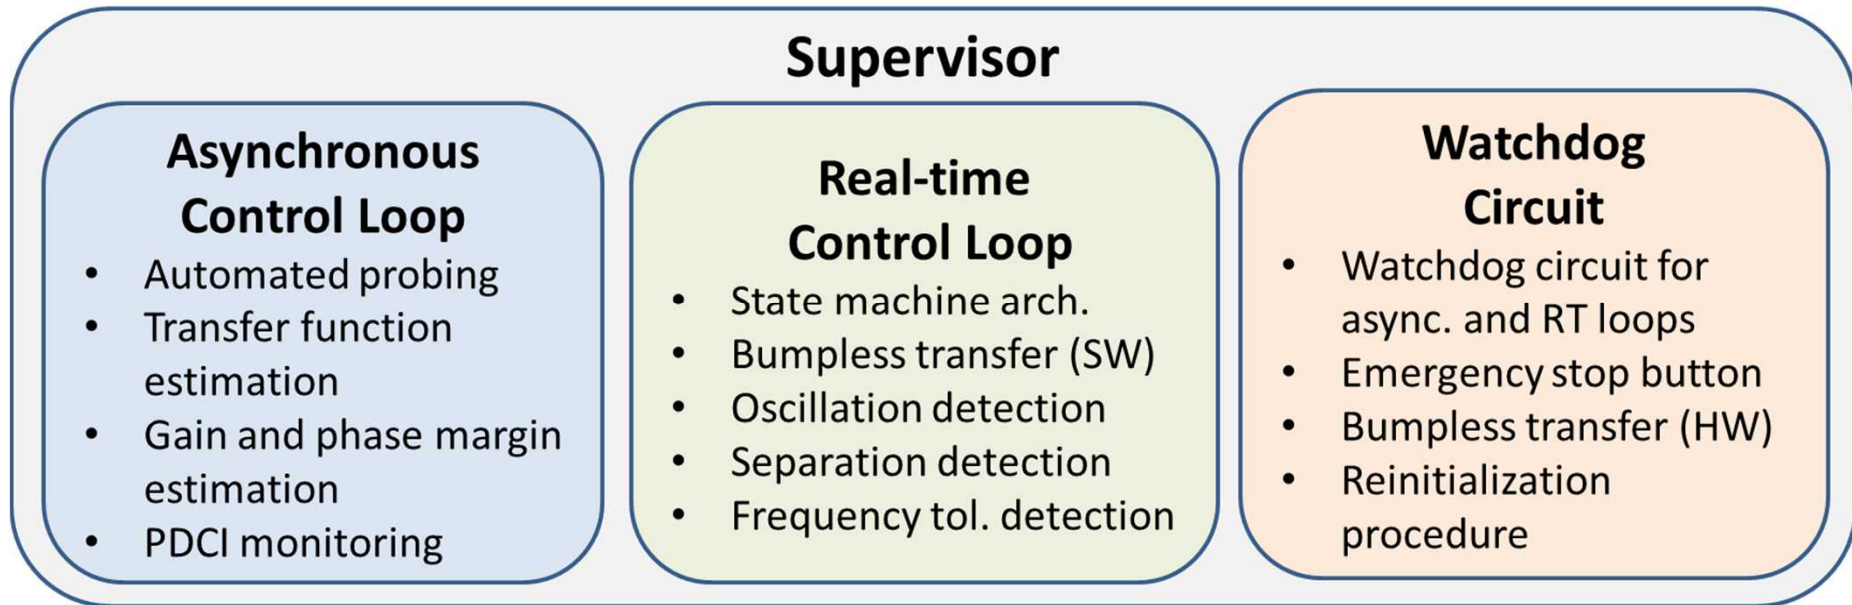 Supervisor
Asynchronous
Control Loop
• Automated probing
• Transfer function
estimation
• Gain and phase margin
estimation
• PDCI monitoring
Real-time
Control Loop
• State machine arch.
• Bumpless transfer (SW)
• Oscillation detection
• Separation detection
• Frequency tol. detection
Watchdog
Circuit
• Watchdog circuit for
async. and RT loops
• Emergency stop button
• Bumpless transfer (HW)
• Reinitialization
procedure